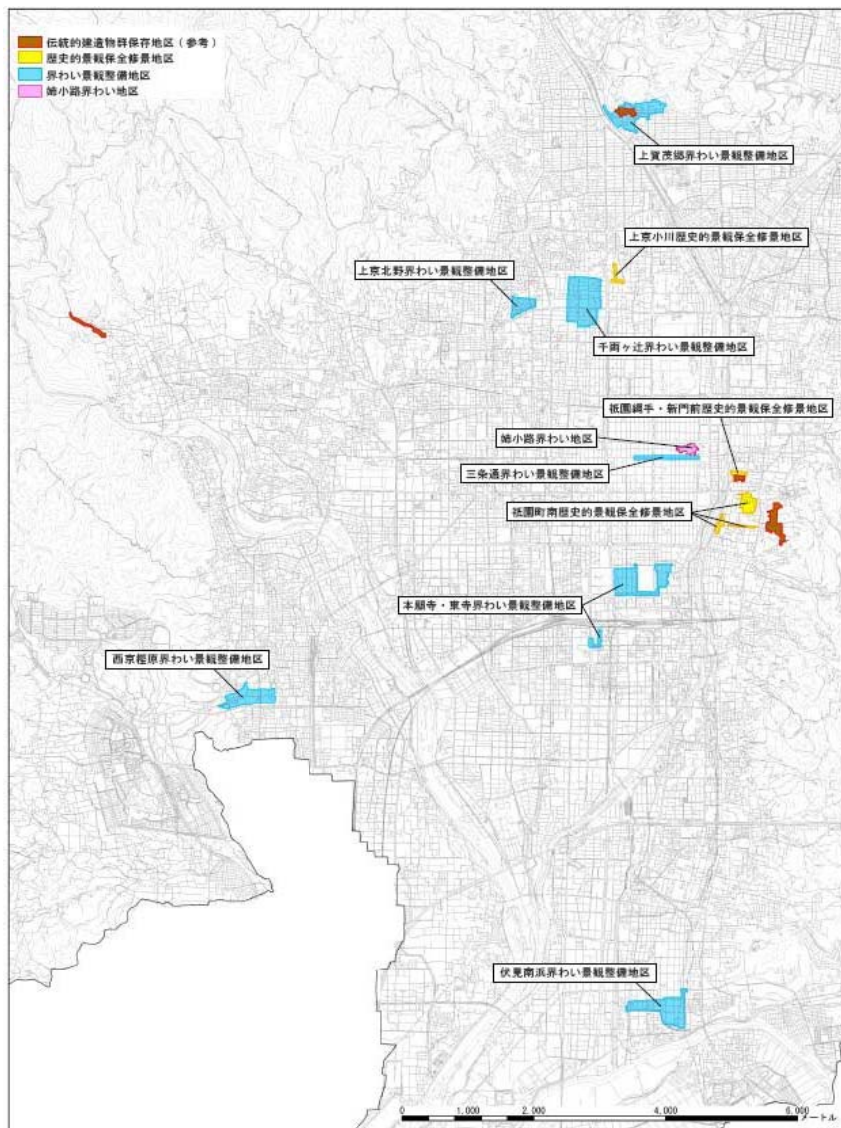 伝統的建造物群保存地区（参考）
歴史的景観保全修景地区
界わい景観整備地区
姉小路界わい地区
上賀茂郷界わい景観整備地区
上京小川歴史的景観保全修景地区
上京北野界わい景観整備地区
千両ヶ辻界わい景観整備地区
祇園縄手・新門前歴史的景観保全修景地区
姉小路界わい地区
三条通界わい景観整備地区
祇園町南歴史的景観保全修景地区
本願寺・東寺界わい景観整備地区
西京樫原界わい景観整備地区
伏見南浜界わい景観整備地区
0 1,000 2,000 4,000 6,000 メートル